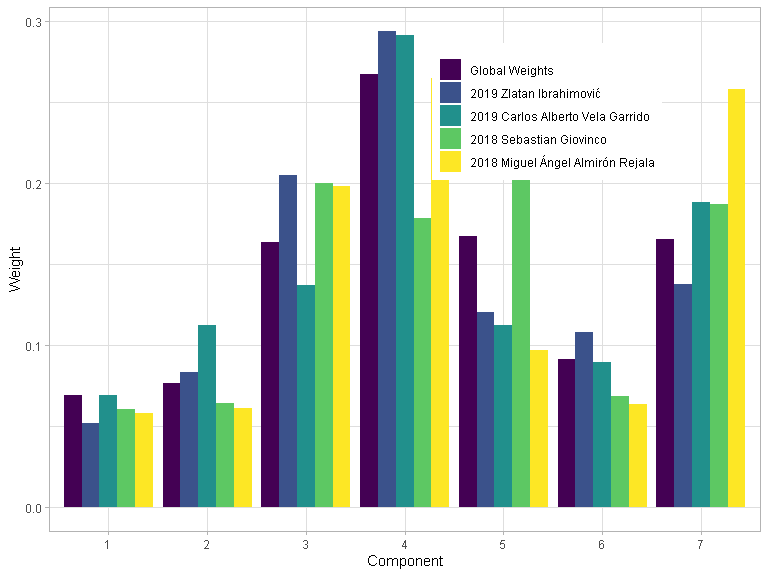 0.3
0.2
0.1
0.0
Weight
Global Weights
2019 Zlatan Ibrahimović
2019 Carlos Alberto Vela Garrido
2018 Sebastian Giovinco
2018 Miguel Ángel Almirón Rejala
1 2 3 4 5 6 7
Component